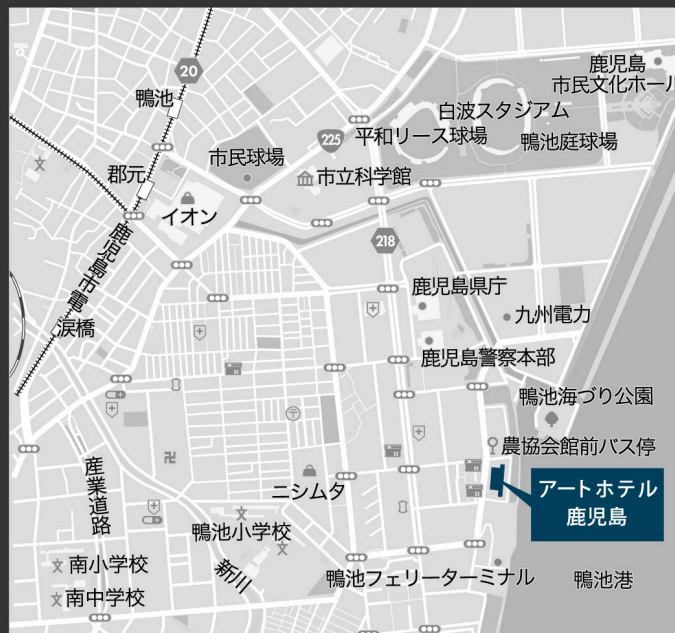 鹿児島
市民文化ホール
20
鴨池
白波スタジアム
225
平和リース球場
鴨池庭球場
市民球場
市立科学館
郡元
イオン
218
鹿児島市電
鹿児島県庁
九州電力
涙橋
鹿児島警察本部
鴨池海づり公園
農協会館前バス停
産業道路
ニシムタ
アートホテル
鹿児島
鴨池小学校
南小学校
新川
鴨池フェリーターミナル
鴨池港
南中学校